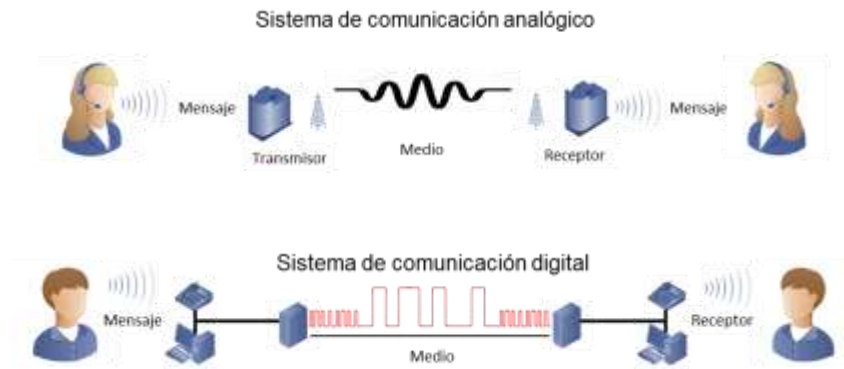 Sistema de comunicación analógico
Mensaje
Transmisor
Medio
Receptor
Mensaje
Sistema de comunicación digital
Mensaje
Medio
Receptor